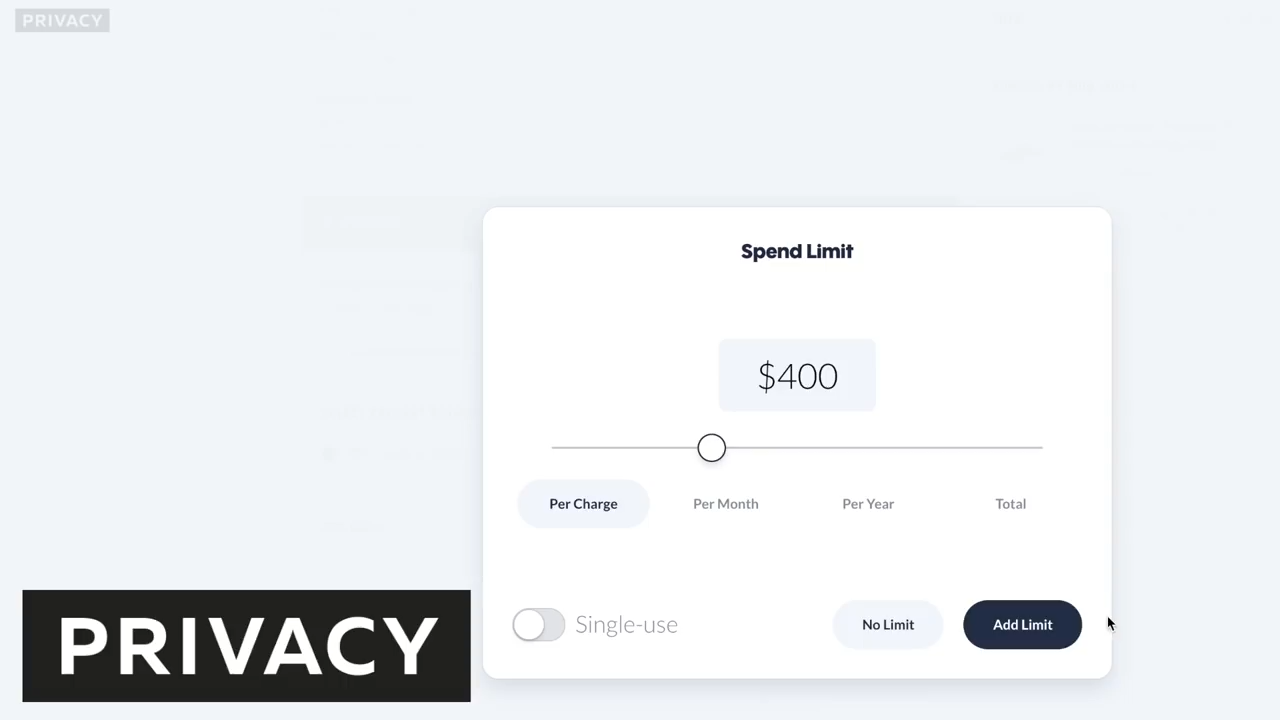 PRIVACY
Spend Limit
$400
Per Charge Per Month Per Year Total
Single-use No Limit Add Limit
PRIVACY